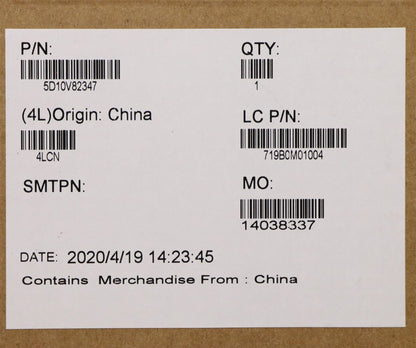 P/N:
5D10V82347
QTY:
1
(4L)Origin: China
4LCN
LC P/N:
719B0M01004
SMTPN:
MO:
14038337
DATE: 2020/4/19 14:23:45
Contains Merchandise From : China